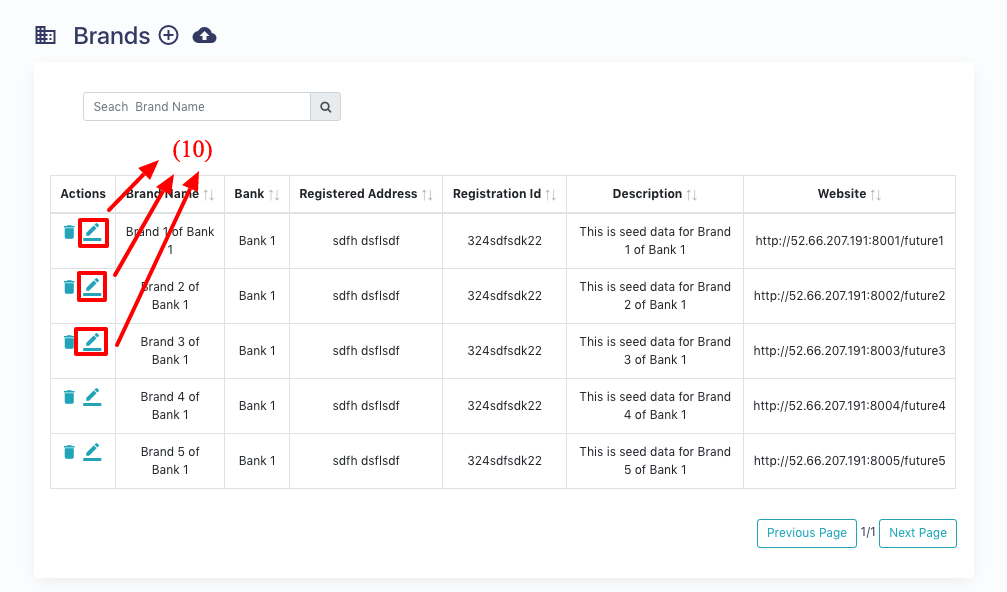 Brands
Seach  Brand Name
(10)
Actions Brand Name Bank Registered Address Registration Id Description Website
Brand 1 of Bank 1 Bank 1 sdfh dsflsdf 324sdfsdk22 This is seed data for Brand 1 of Bank 1 http://52.66.207.191:8001/future1
Brand 2 of Bank 1 Bank 1 sdfh dsflsdf 324sdfsdk22 This is seed data for Brand 2 of Bank 1 http://52.66.207.191:8002/future2
Brand 3 of Bank 1 Bank 1 sdfh dsflsdf 324sdfsdk22 This is seed data for Brand 3 of Bank 1 http://52.66.207.191:8003/future3
Brand 4 of Bank 1 Bank 1 sdfh dsflsdf 324sdfsdk22 This is seed data for Brand 4 of Bank 1 http://52.66.207.191:8004/future4
Brand 5 of Bank 1 Bank 1 sdfh dsflsdf 324sdfsdk22 This is seed data for Brand 5 of Bank 1 http://52.66.207.191:8005/future5
Previous Page 1/1 Next Page